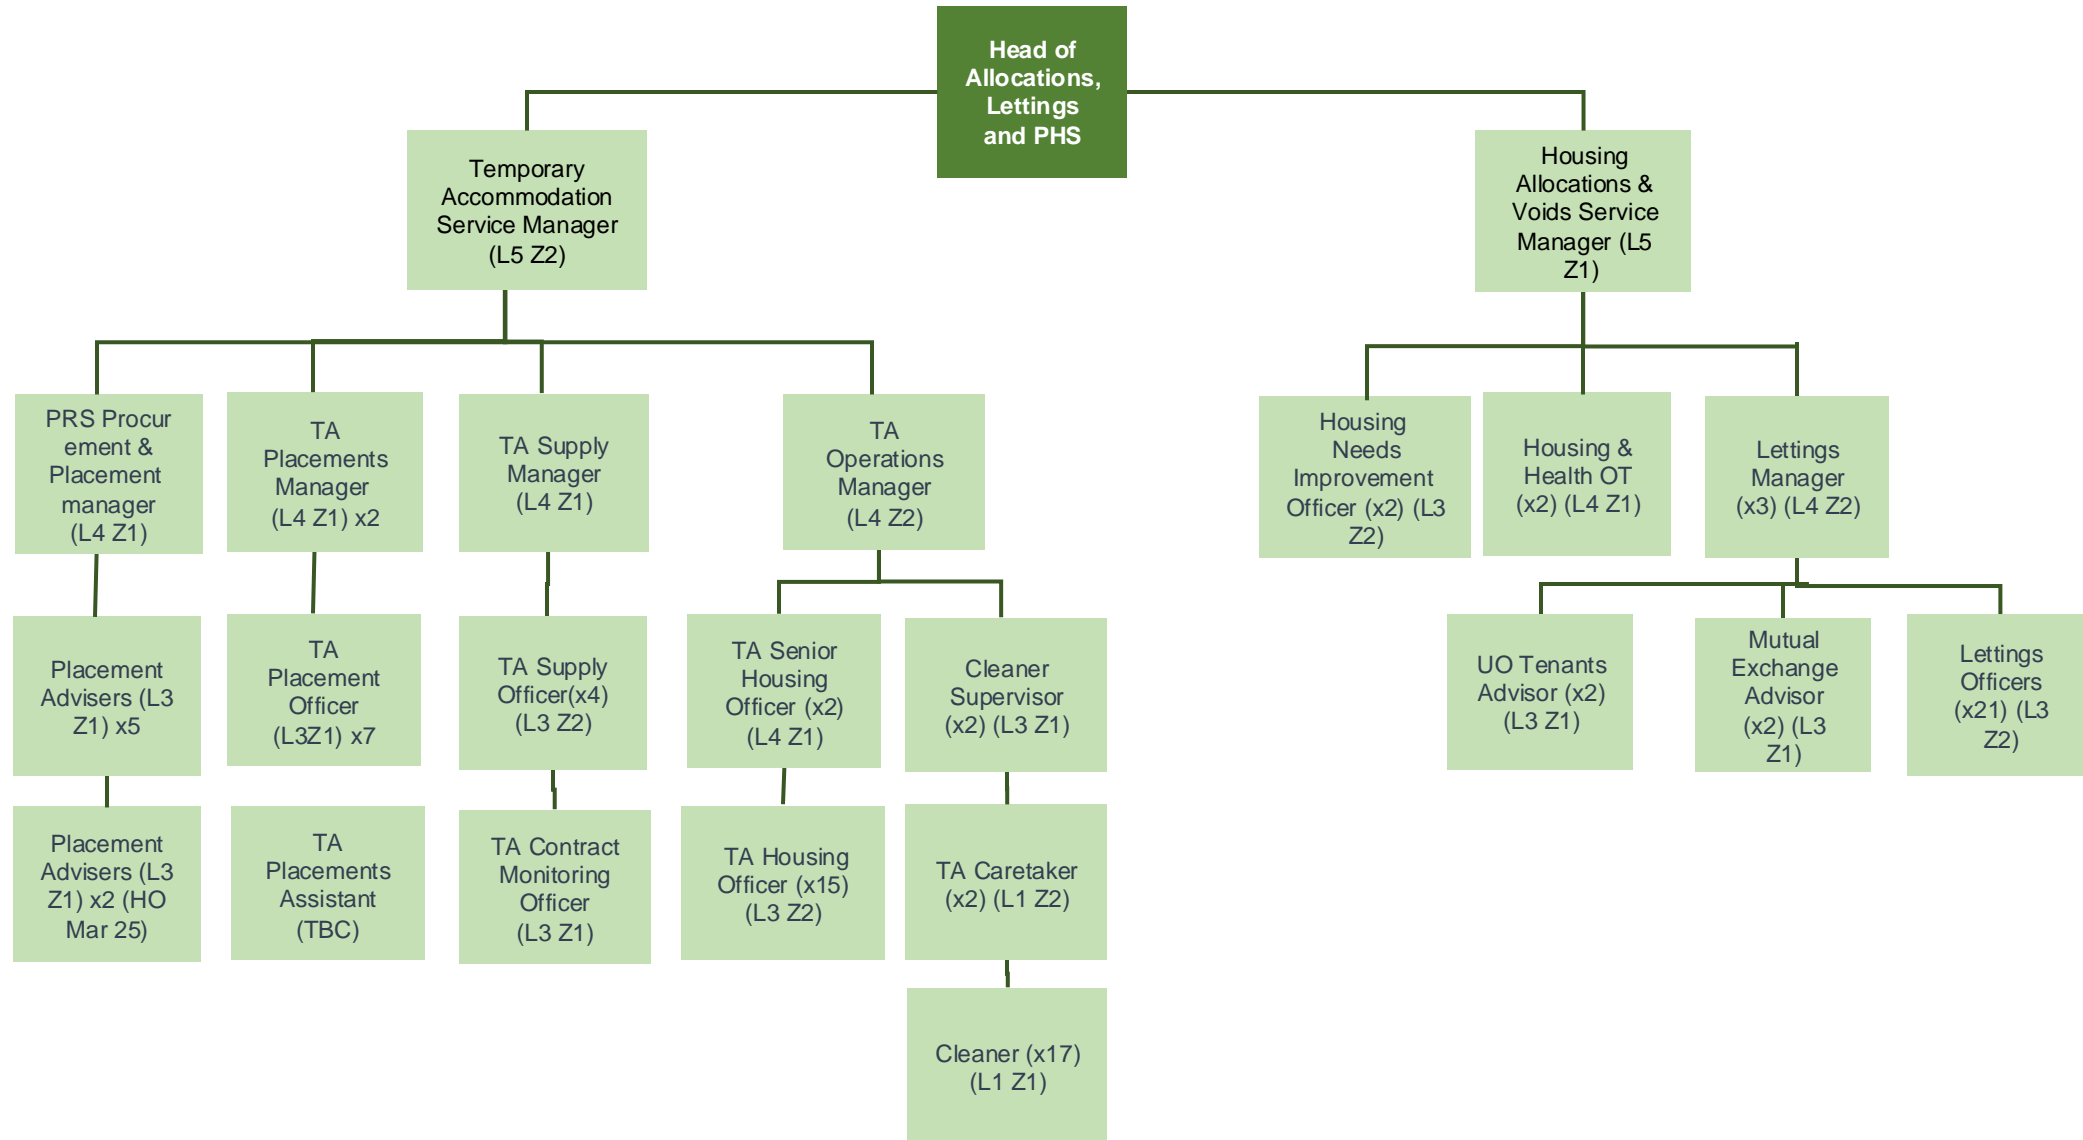 Head of
Allocations,
Lettings
and PHS
Temporary
Accommodation
Service Manager
(L5 Z2)
Housing
Allocations &
Voids Service
Manager (L5
Z1)
PRS Procur
ement &
Placement
manager
(L4 Z1)
TA
Placements
Manager
(L4 Z1) x2
TA Supply
Manager
(L4 Z1)
TA
Operations
Manager
(L4 Z2)
Housing
Needs
Improvement
Officer (x2) (L3
Z2)
Housing &
Health OT
(x2) (L4 Z1)
Lettings
Manager
(x3) (L4 Z2)
Placement
Advisers (L3
Z1) x5
TA
Placement
Officer
(L3Z1) x7
TA Supply
Officer(x4)
(L3 Z2)
TA Senior
Housing
Officer (x2)
(L4 Z1)
Cleaner
Supervisor
(x2) (L3 Z1)
UO Tenants
Advisor (x2)
(L3 Z1)
Mutual
Exchange
Advisor
(x2) (L3
Z1)
Lettings
Officers
(x21) (L3
Z2)
Placement
Advisers (L3
Z1) x2 (HO
Mar 25)
TA
Placements
Assistant
(TBC)
TA Contract
Monitoring
Officer
(L3 Z1)
TA Housing
Officer (x15)
(L3 Z2)
TA Caretaker
(x2) (L1 Z2)
Cleaner (x17)
(L1 Z1)